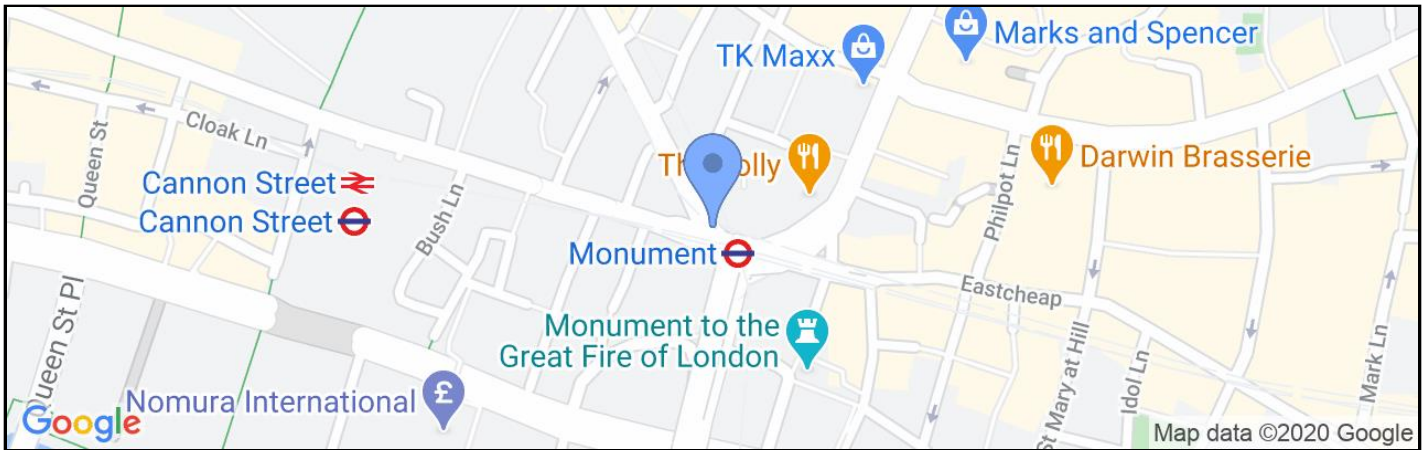 Marks and Spencer
TK Maxx
Cloak Ln
Queen St
Cannon Street
Cannon Street
Bush Ln
Th olly
Darwin Brasserie
Philpot Ln
Monument
Eastcheap
Monument to the
Great Fire of London
Queen St Pl
Nomura International
£
St Mary at Hill
Idol Ln
Mark Ln
Google
Map data ©2020 Google